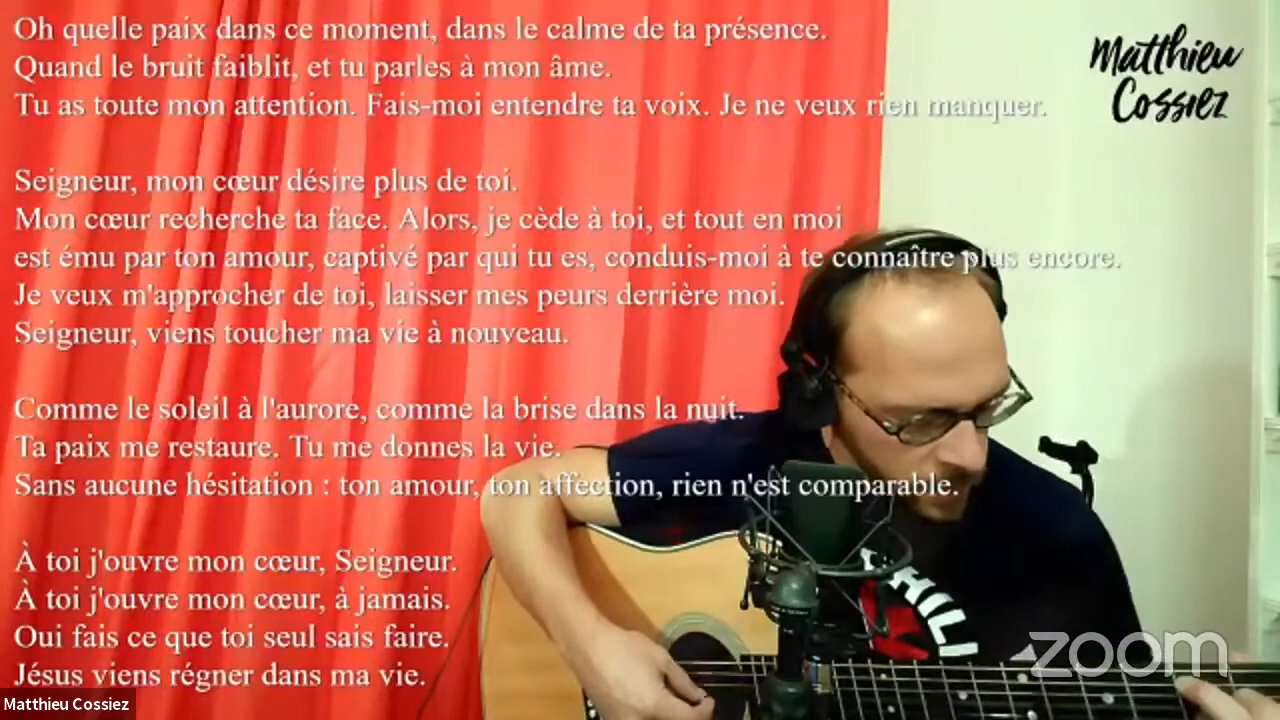 Oh quelle paix dans ce moment, dans le calme de ta présence.
Quand le bruit faiblit, et tu parles à mon âme.
Tu as toute mon attention. Fais-moi entendre ta voix. Je ne veux rien manquer.
Matthieu
Cossiez
Seigneur, mon cœur désire plus de toi.
Mon cœur recherche ta face. Alors, je cède à toi, et tout en moi
est ému par ton amour, captivé par qui tu es, conduis-moi à te connaître plus encore.
Je veux m'approcher de toi, laisser mes peurs derrière moi.
Seigneur, viens toucher ma vie à nouveau.
Comme le soleil à l'aurore, comme la brise dans la nuit.
Ta paix me restaure. Tu me donnes la vie.
Sans aucune hésitation : ton amour, ton affection, rien n'est comparable.
À toi j'ouvre mon cœur, Seigneur.
À toi j'ouvre mon cœur, à jamais.
Oui fais ce que toi seul sais faire.
Jésus viens régner dans ma vie.
CHILI
zoom
Matthieu Cossiez